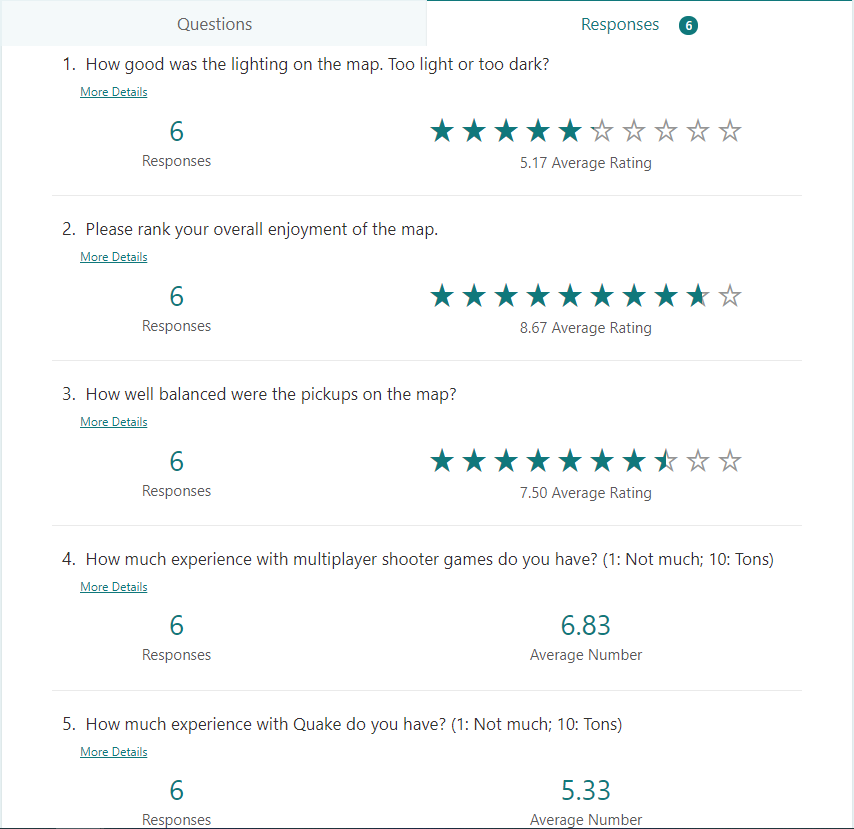 Questions
Responses 6
1. How good was the lighting on the map. Too light or too dark?
More Details
6
Responses
5.17 Average Rating
2. Please rank your overall enjoyment of the map.
More Details
6
Responses
8.67 Average Rating
3. How well balanced were the pickups on the map?
More Details
6
Responses
7.50 Average Rating
4. How much experience with multiplayer shooter games do you have? (1: Not much; 10: Tons)
More Details
6
Responses
6.83
Average Number
5. How much experience with Quake do you have? (1: Not much; 10: Tons)
More Details
6
Responses
5.33
Average Number